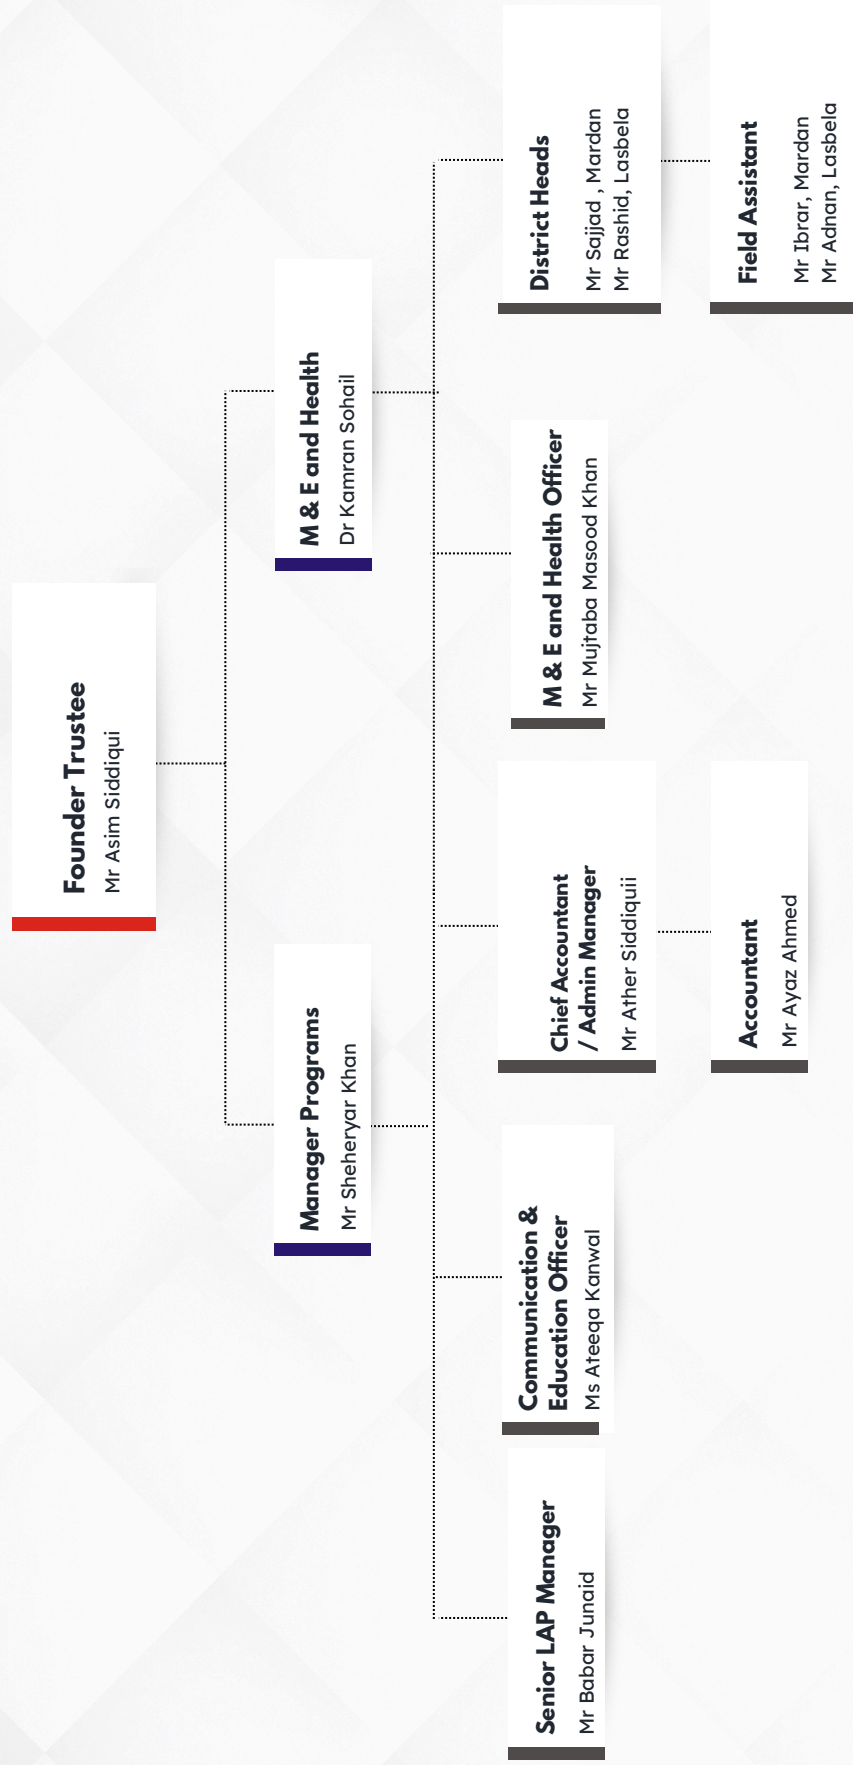 Founder Trustee
Mr Asim Siddiqui
Manager Programs
Mr Sheheryar Khan
M & E and Health
Dr Kamran Sohail
Senior LAP Manager
Mr Babar Junaid
Communication &
Education Officer
Ms Ateeqa Kanwal
Chief Accountant
/ Admin Manager
Mr Ather Siddiquii
M & E and Health Officer
Mr Mujtaba Masood Khan
District Heads
Mr Sajjad , Mardan
Mr Rashid, Lasbela
Accountant
Mr Ayaz Ahmed
Field Assistant
Mr Ibrar, Mardan
Mr Adnan, Lasbela